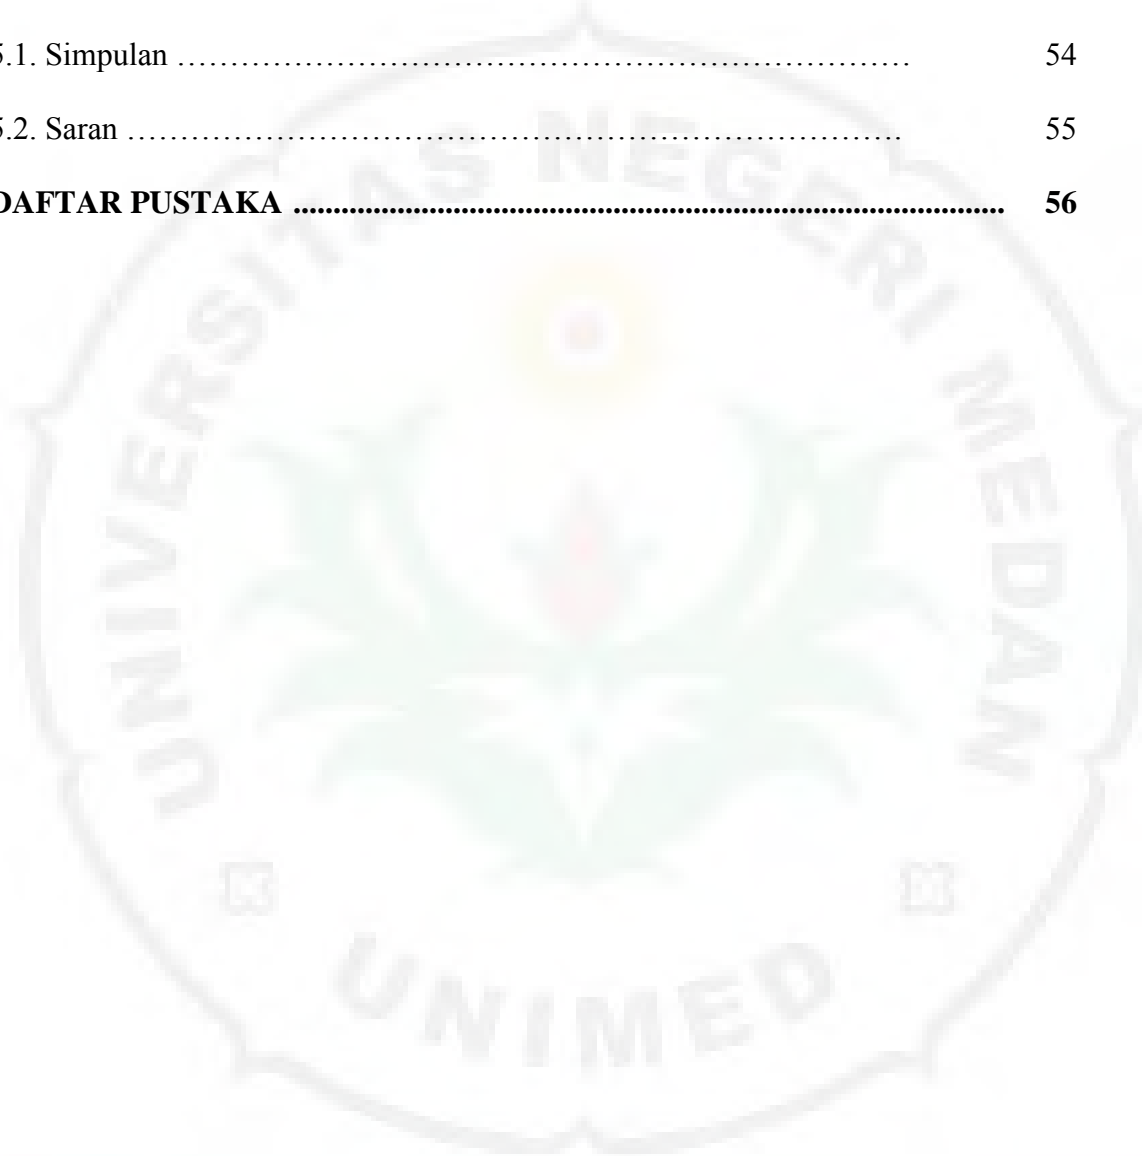 5.1. Simpulan …………………………………………………………… 54
5.2. Saran ………………………………………………………………. 55
DAFTAR PUSTAKA ................................................................................ 56
UNIVERSITAS NEGERI MEDAN
UNIMED